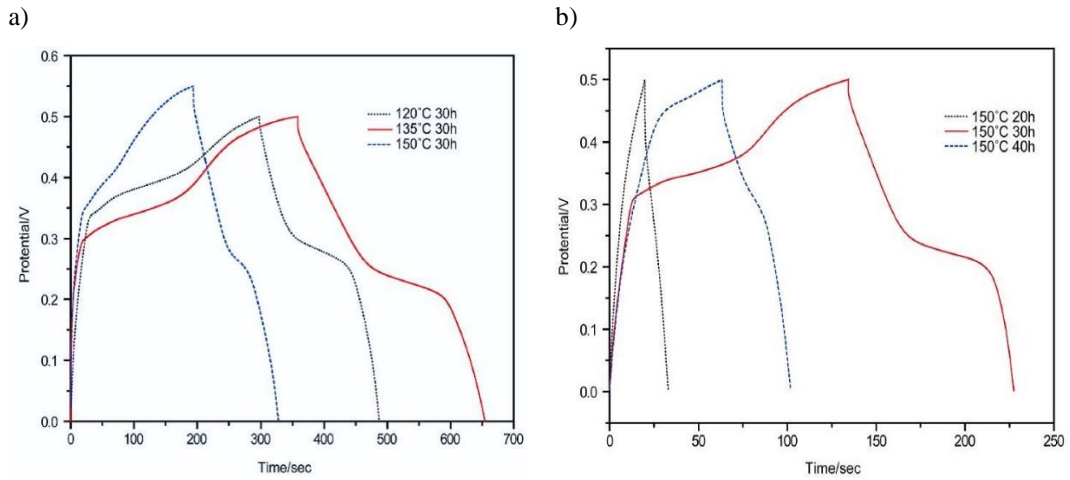 a)
b)
0.6
0.5
0.4
0.3
0.2
0.1
0.0
Protential/V
120˚C 30h
135˚C 30h
150˚C 30h
0 100 200 300 400 500 600 700
Time/sec
0.5
0.4
0.3
0.2
0.1
0.0
Protential/V
150˚C 20h
150˚C 30h
150˚C 40h
0 50 100 150 200 250
Time/sec